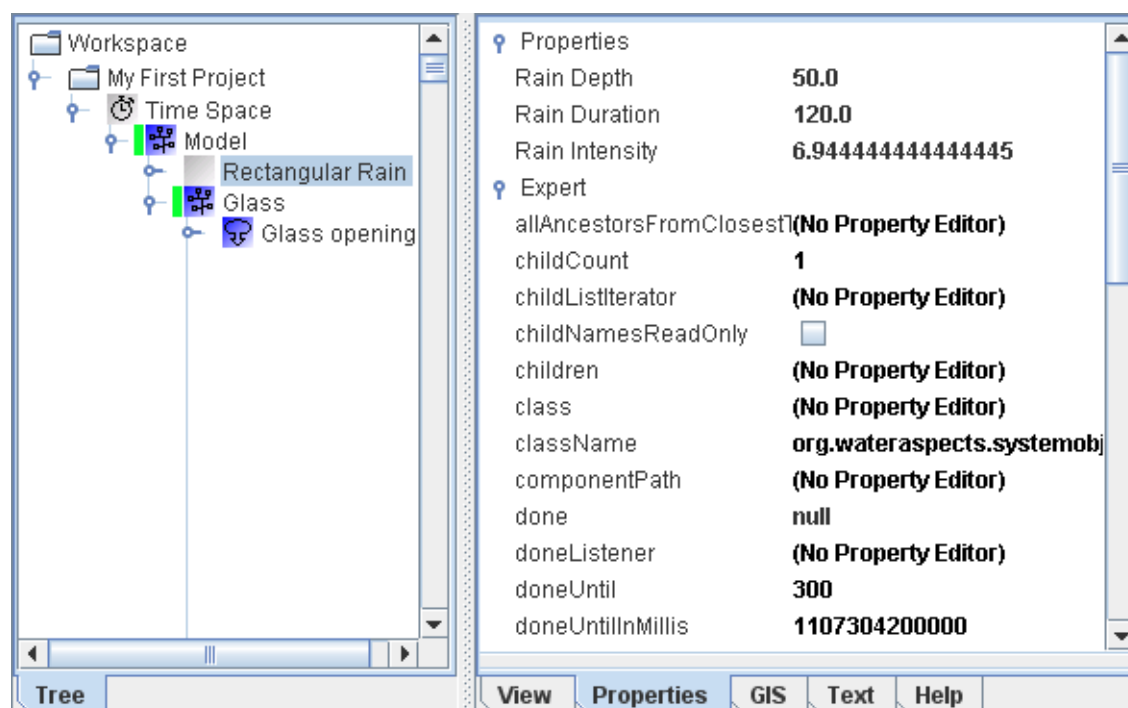 Workspace
My First Project
Time Space
Model
Rectangular Rain
Glass
Glass opening
Tree
Properties
Rain Depth 50.0
Rain Duration 120.0
Rain Intensity 6.944444444444445
Expert
allAncestorsFromClosestT (No Property Editor)
childCount 1
childListIterator (No Property Editor)
childNamesReadOnly
children (No Property Editor)
class (No Property Editor)
className org.wateraspects.systemobj
componentPath (No Property Editor)
done null
doneListener (No Property Editor)
doneUntil 300
doneUntilInMillis 1107304200000
View Properties GIS Text Help